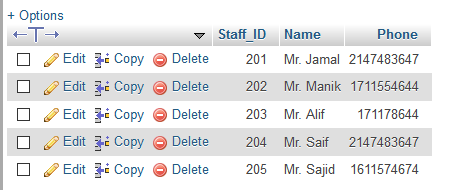 + Options
←T→ Staff_ID Name Phone
Edit Copy Delete 201 Mr. Jamal 2147483647
Edit Copy Delete 202 Mr. Manik 1711554644
Edit Copy Delete 203 Mr. Alif 171178644
Edit Copy Delete 204 Mr. Saif 2147483647
Edit Copy Delete 205 Mr. Sajid 1611574674